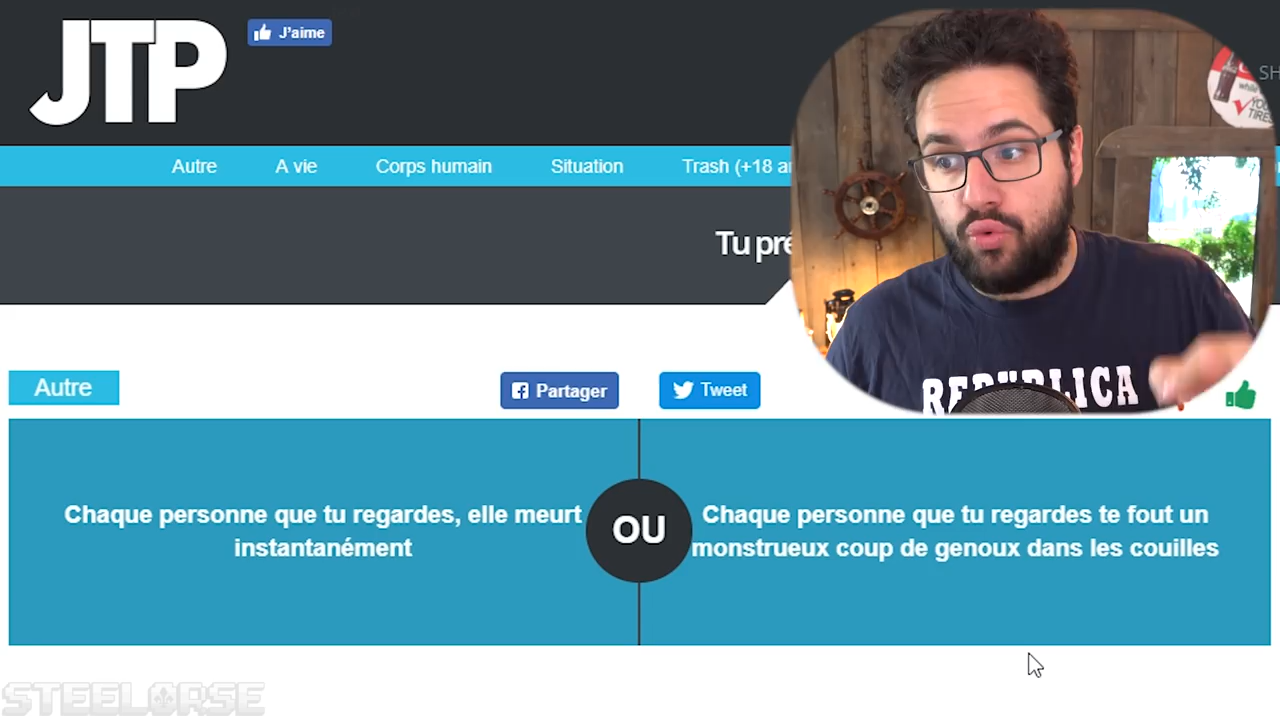 JTP
J'aime
SH
Autre
A vie
Corps humain
Situation
Trash (+18 an
Tu pré
Autre
Partager
Tweet
REPUBLICA
Chaque personne que tu regardes, elle meurt
instantanément
OU
Chaque personne que tu regardes te fout un
monstrueux coup de genoux dans les couilles
STEELORSE